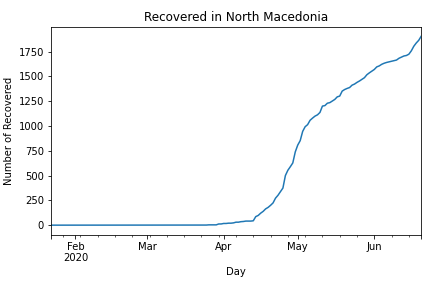 Recovered in North Macedonia
Number of Recovered
1750
1500
1250
1000
750
500
250
0
Feb
2020
Mar
Apr
May
Jun
Day